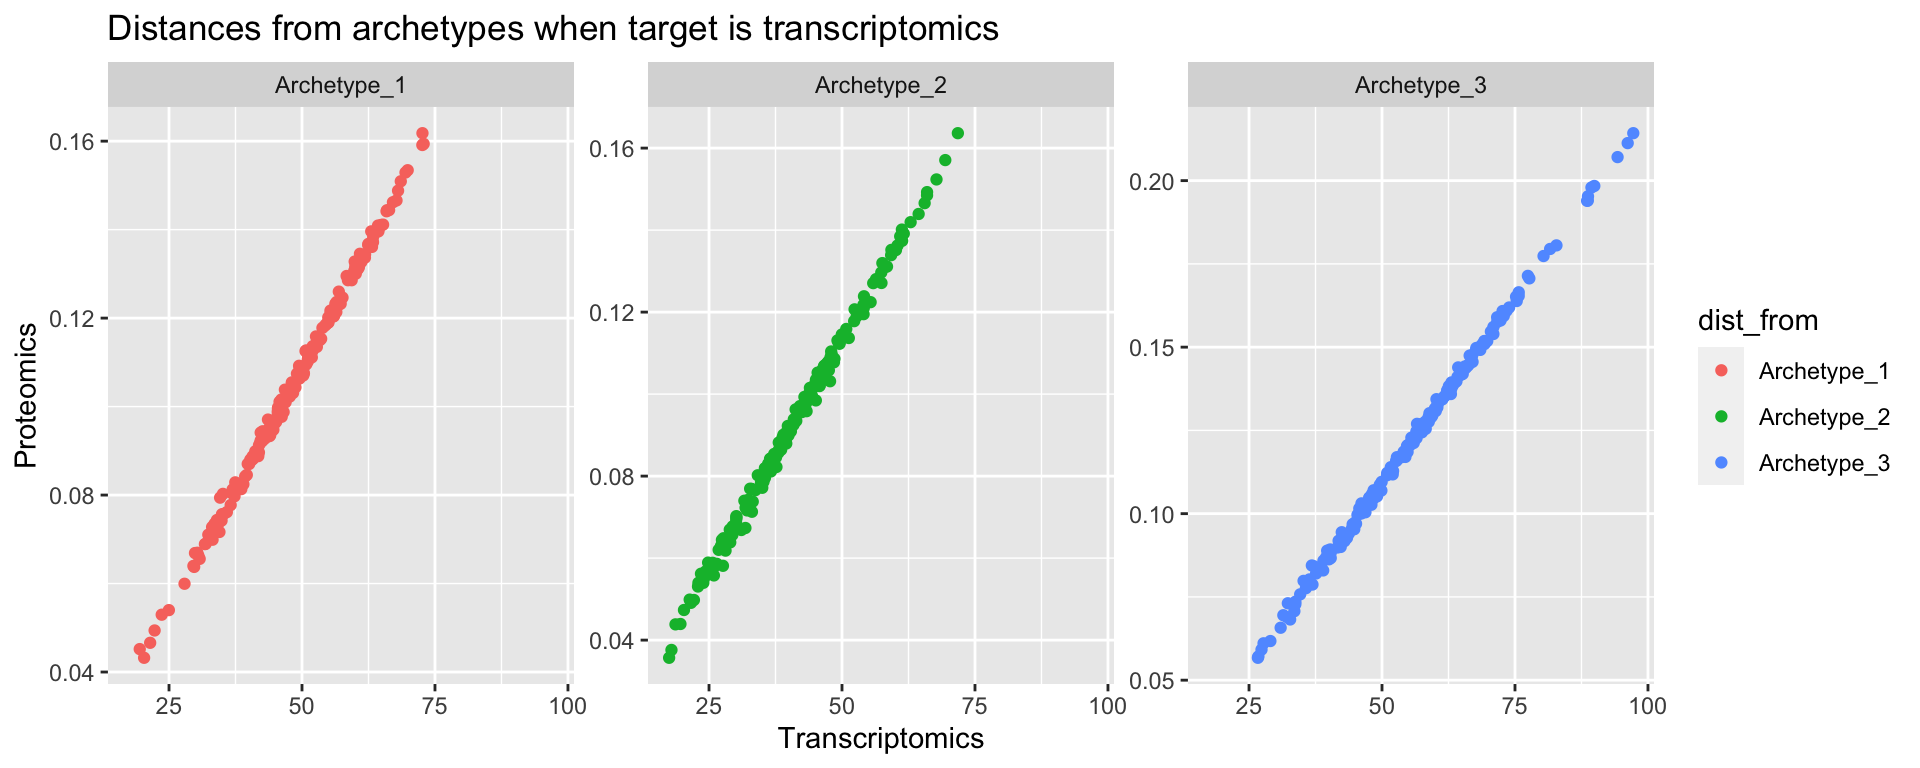 Distances from archetypes when target is transcriptomics
Archetype_1
Archetype_2
Archetype_3
Proteomics
0.16
0.12
0.08
0.04
0.16
0.12
0.08
0.04
0.20
0.15
0.10
0.05
25 50 75 100
25 50 75 100
25 50 75 100
Transcriptomics
dist_from
Archetype_1
Archetype_2
Archetype_3